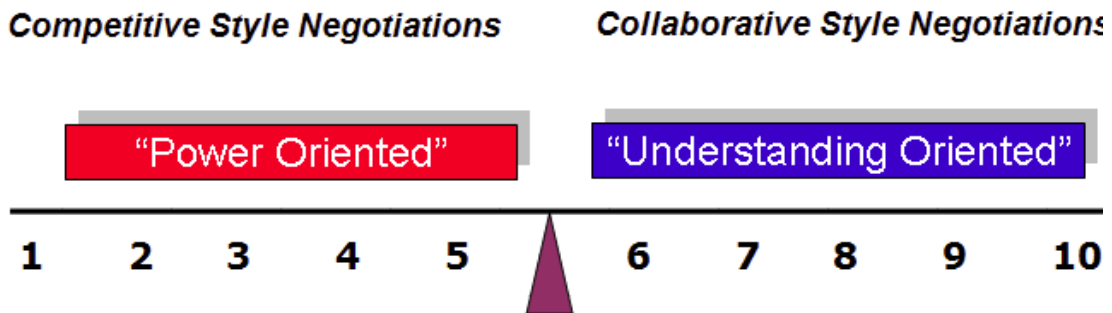 Competitive Style Negotiations Collaborative Style Negotiations
“Power Oriented” “Understanding Oriented”
1 2 3 4 5 6 7 8 9 10